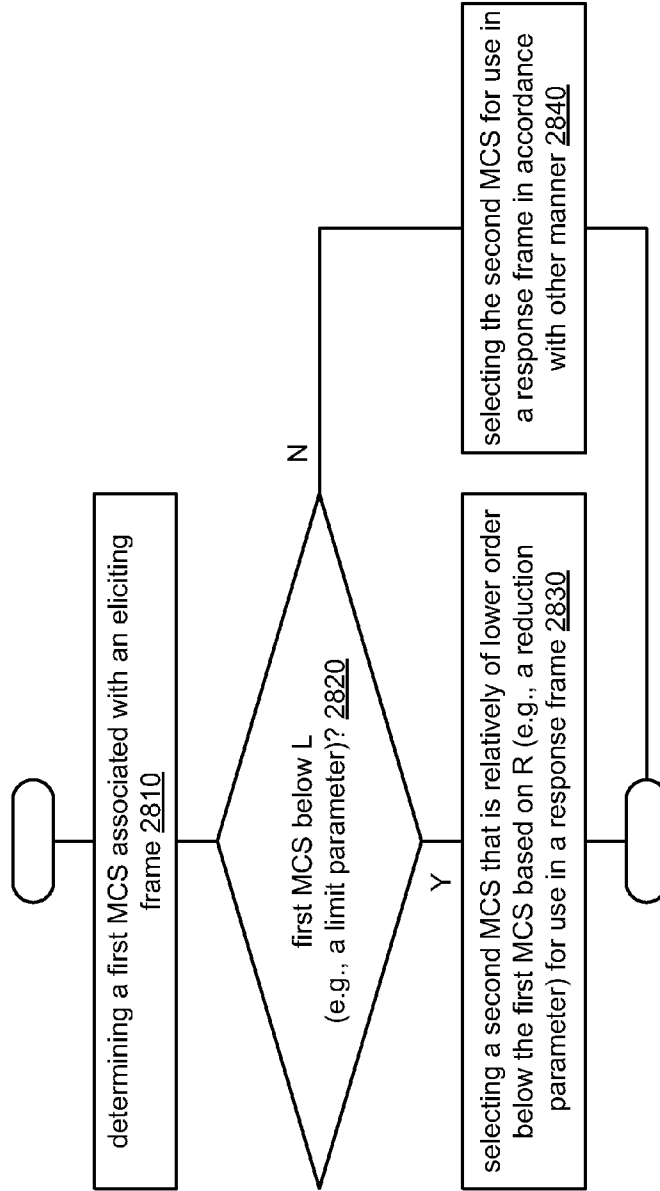 determining a first MCS associated with an eliciting
frame 2810
first MCS below L
(e.g., a limit parameter)? 2820
N
Y
selecting a second MCS that is relatively of lower order
below the first MCS based on R (e.g., a reduction
parameter) for use in a response frame 2830
selecting the second MCS for use in
a response frame in accordance
with other manner 2840